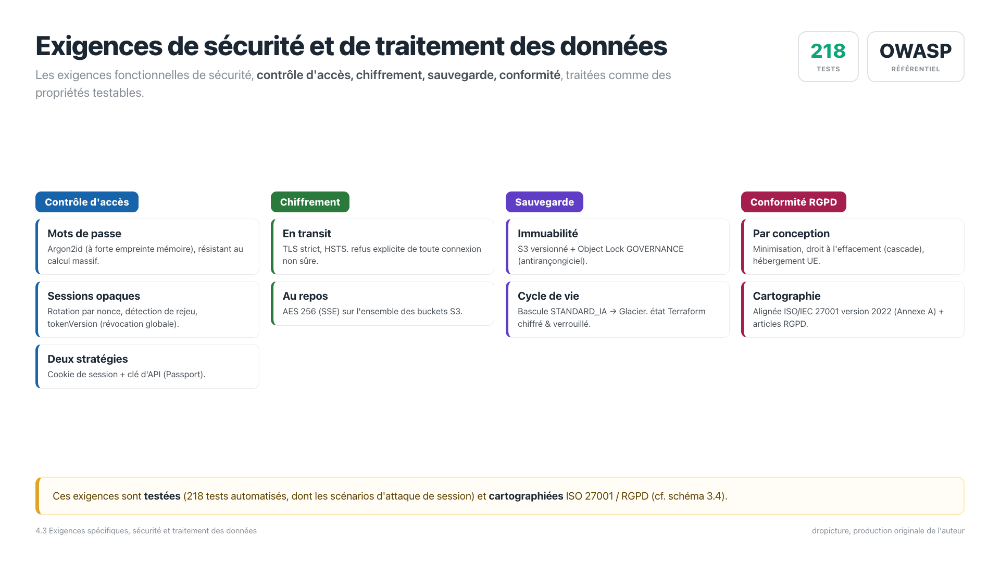 Exigences de sécurité et de traitement des données
Les exigences fonctionnelles de sécurité, contrôle d'accès, chiffrement, sauvegarde, conformité, traitées comme des
propriétés testables.
218
TESTS
OWASP
RÉFÉRENTIEL
Contrôle d'accès
Mots de passe
Argon2id (à forte empreinte mémoire), résistant au
calcul massif.
Sessions opaques
Rotation par nonce, détection de rejeu,
tokenVersion (révocation globale).
Deux stratégies
Cookie de session + clé d'API (Passport).
Chiffrement
En transit
TLS strict, HSTS. refus explicite de toute connexion
non sûre.
Au repos
AES 256 (SSE) sur l'ensemble des buckets S3.
Sauvegarde
Immuabilité
S3 versionné + Object Lock GOVERNANCE
(antirançongiciel).
Cycle de vie
Bascule STANDARD_IA → Glacier. état Terraform
chiffré & verrouillé.
Conformité RGPD
Par conception
Minimisation, droit à l'effacement (cascade),
hébergement UE.
Cartographie
Alignée ISO/IEC 27001 version 2022 (Annexe A) +
articles RGPD.
Ces exigences sont testées (218 tests automatisés, dont les scénarios d'attaque de session) et cartographiées ISO 27001 / RGPD (cf. schéma 3.4).
4.3 Exigences spécifiques, sécurité et traitement des données
dropicture, production originale de l'auteur